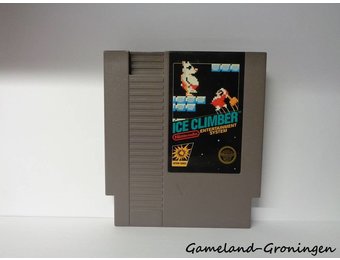 ICE CLIMBER
Nintendo
ENTERTAINMENT
SYSTEM
Gameland-Groningen